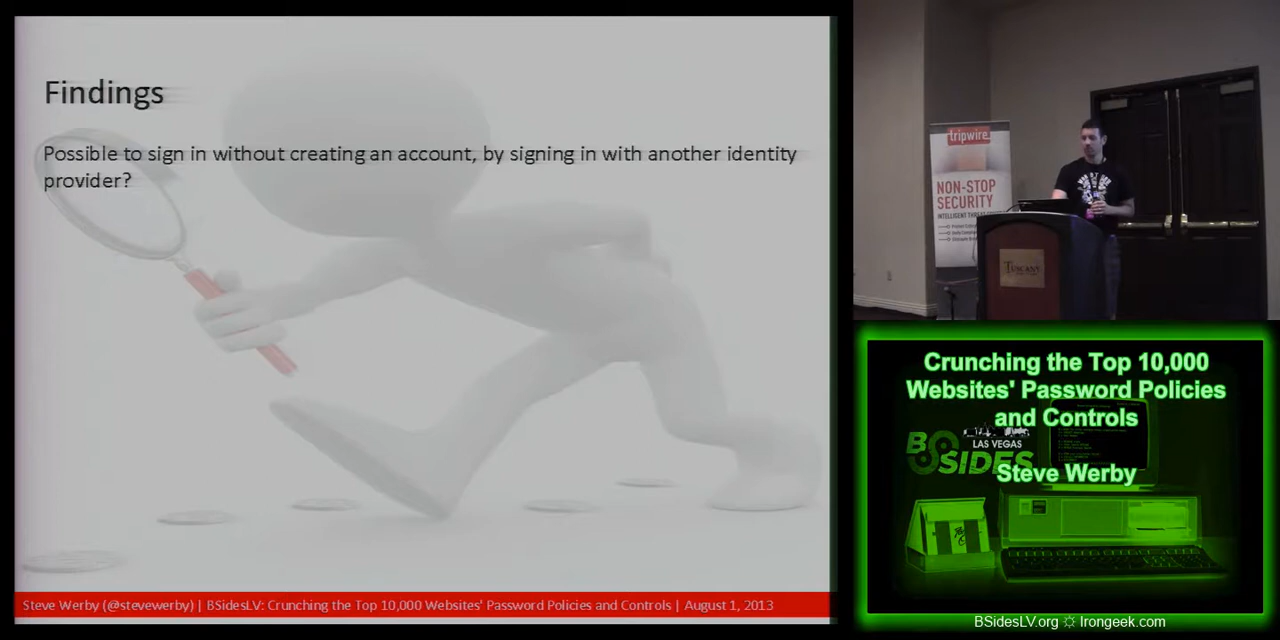 Findings
Possible to sign in without creating an account, by signing in with another identity
provider?
Steve Werby (@stevewerby) | BSidesLV: Crunching the Top 10,000 Websites' Password Policies and Controls | August 1, 2013
tripwire
NON-STOP
SECURITY
TUSCANY
Crunching the Top 10,000
Websites' Password Policies
and Controls
BSIDES
LAS VEGAS
Steve Werby
BSidesLV.org ☼ Irongeek.com